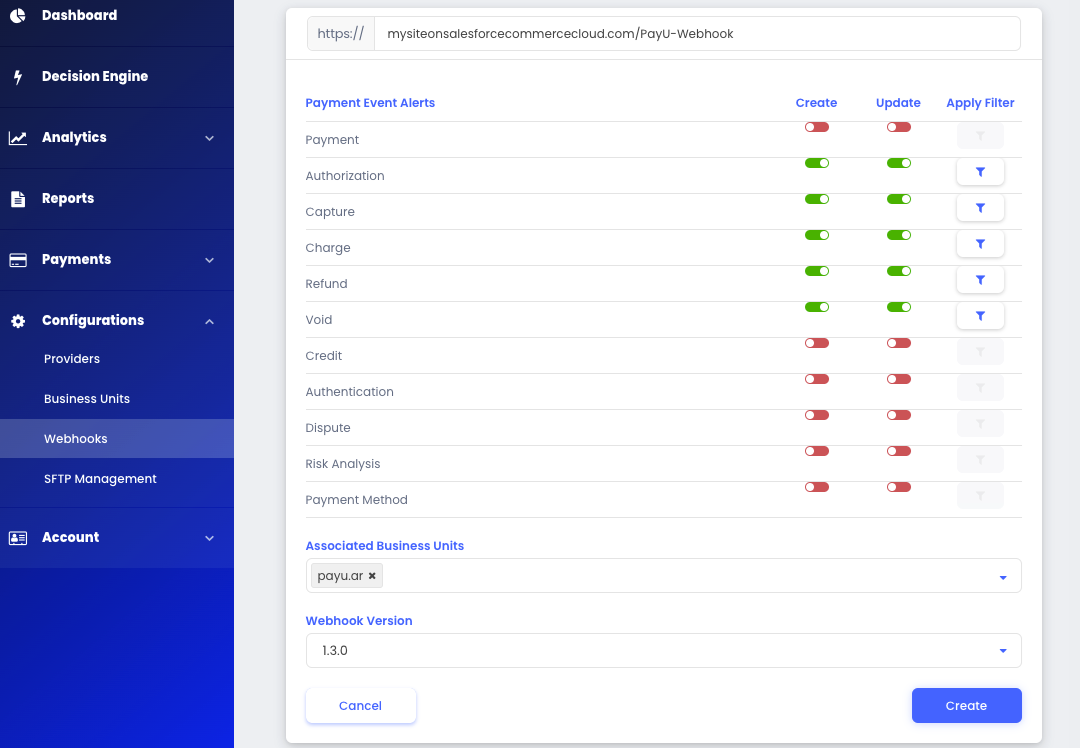 Dashboard
Decision Engine
Analytics
Reports
Payments
Configurations
Providers
Business Units
Webhooks
SFTP Management
Account
https:// mysiteonsalesforcecommercecloud.com/PayU-Webhook
Payment Event Alerts Create Update Apply Filter
Payment
Authorization
Capture
Charge
Refund
Void
Credit
Authentication
Dispute
Risk Analysis
Payment Method
Associated Business Units
payu.ar ✖
Webhook Version
1.3.0
Cancel Create